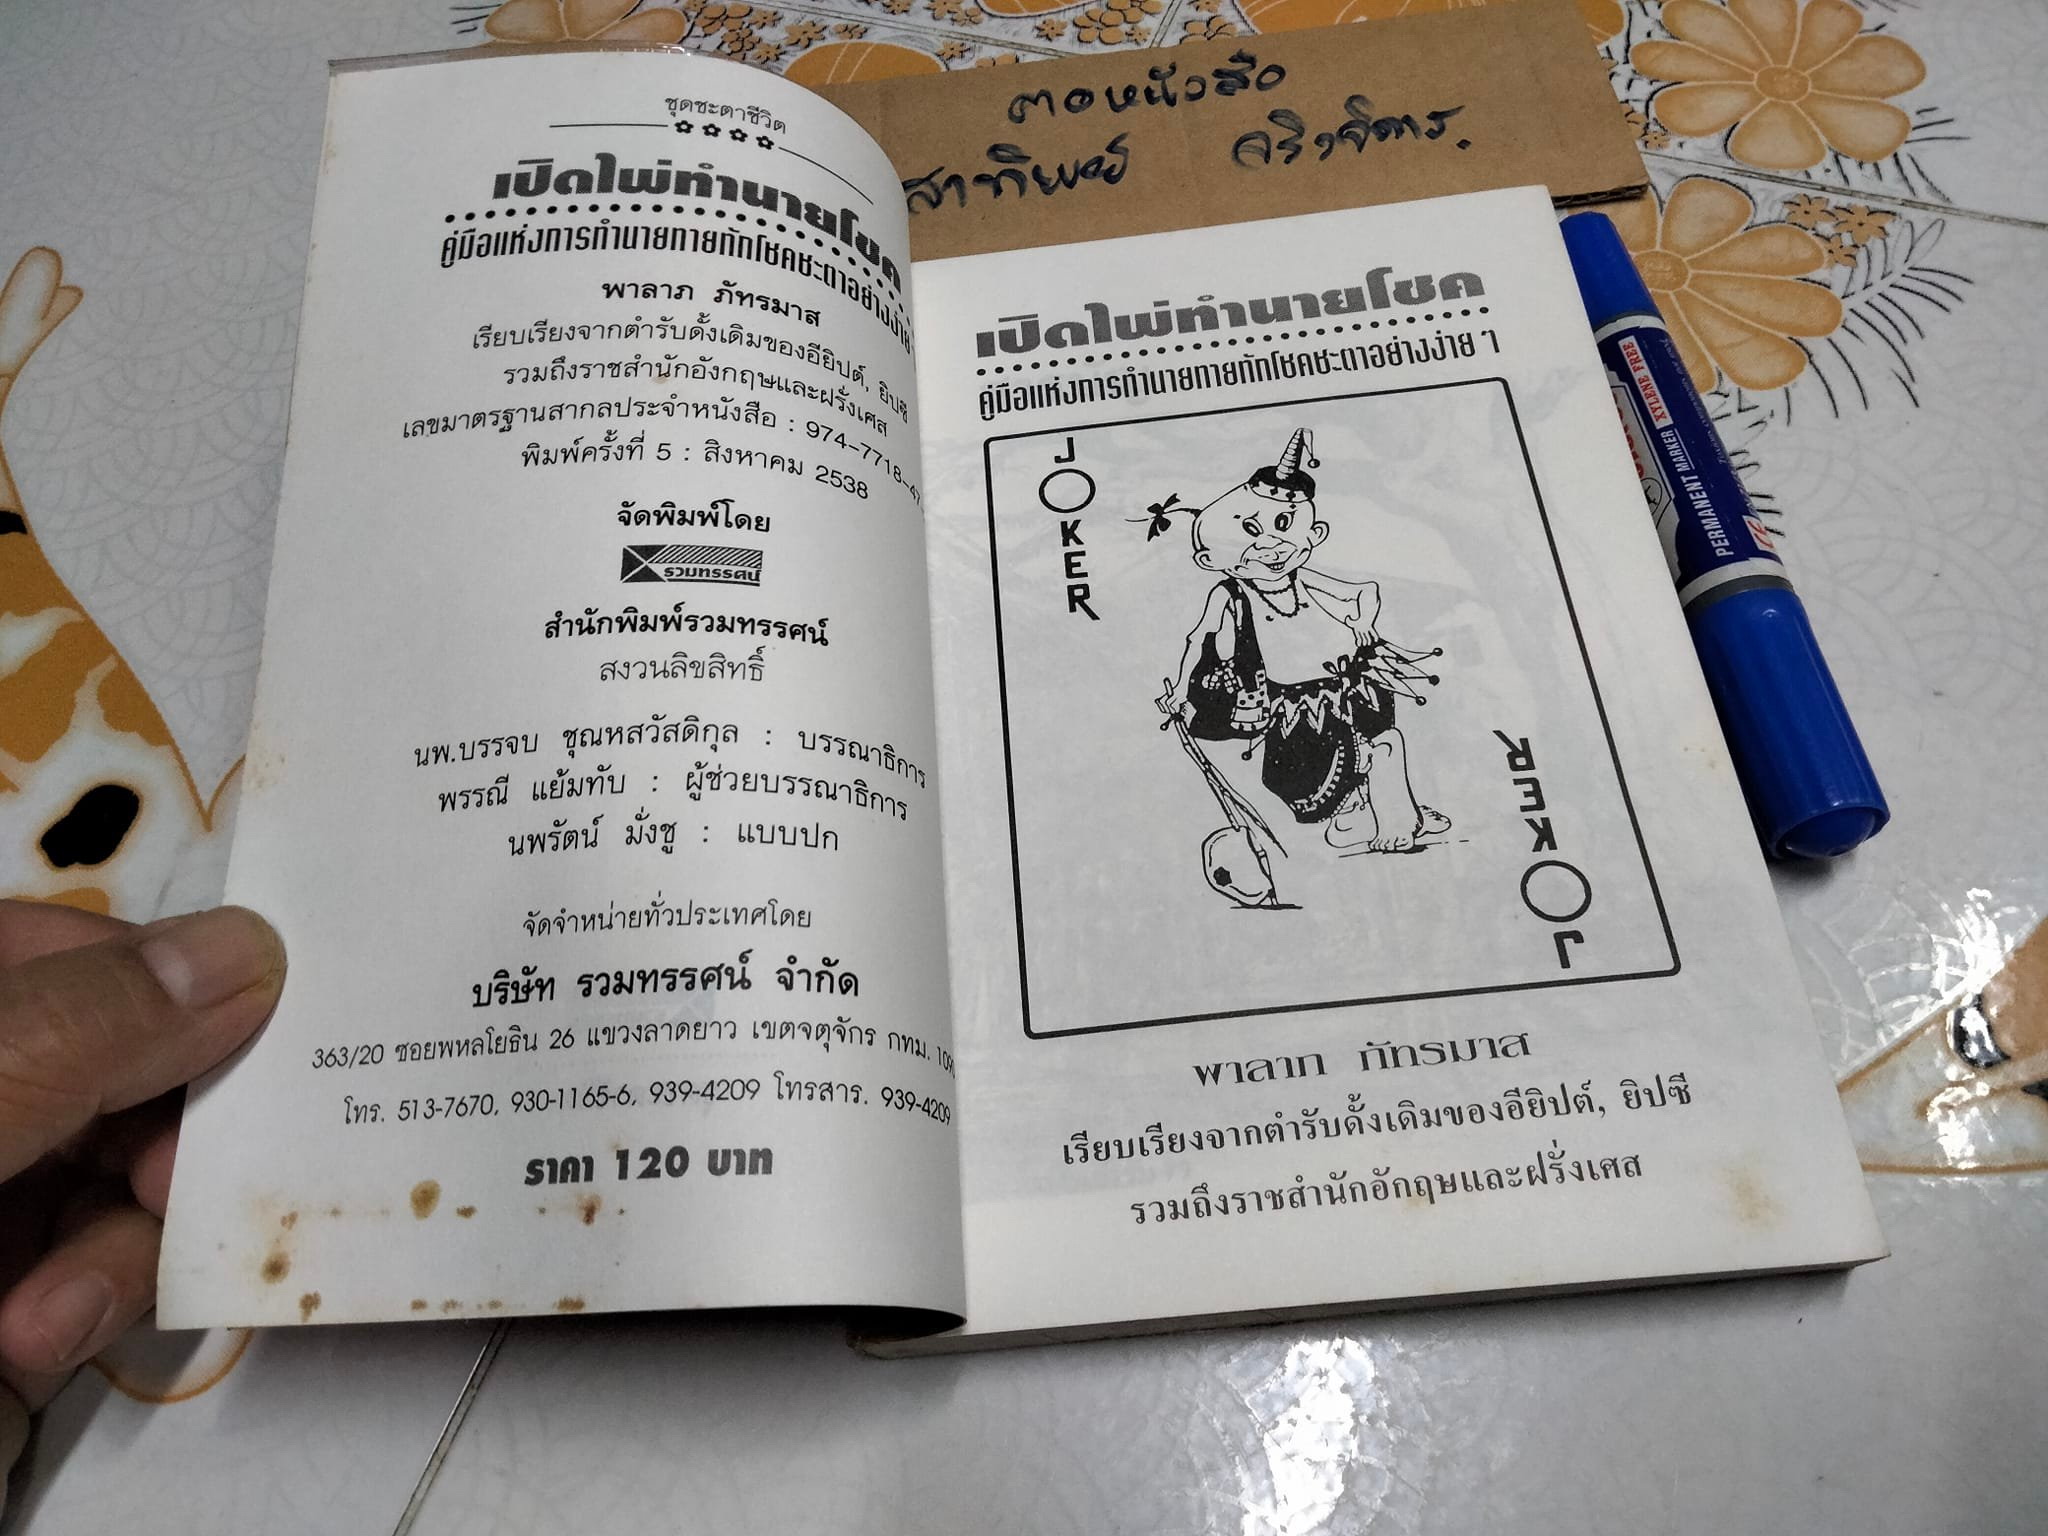 ตอหนังสือ
สาทิพย์
ชุดชะตาชีวิต
เปิดไพ่ทำนายโชค
คู่มือแห่งการทำนายทายทักโชคชะตาอย่างง่าย
พาลาภ ภัทรมาส
เรียบเรียงจากตำรับดั้งเดิมของอียิปต์, ยิปซี
รวมถึงราชสำนักอังกฤษและฝรั่งเศส
เลขมาตรฐานสากลประจำหนังสือ : 974-7718-47
พิมพ์ครั้งที่ 5 : สิงหาคม 2538
จัดพิมพ์โดย
รวมทรรศน์
สำนักพิมพ์รวมทรรศน์
สงวนลิขสิทธิ์
นพ.บรรจบ ชุณหสวัสดิกุล : บรรณาธิการ
พรรณี แย้มทับ : ผู้ช่วยบรรณาธิการ
นพรัตน์ มั่งชู : แบบปก
จัดจำหน่ายทั่วประเทศโดย
บริษัท รวมทรรศน์ จำกัด
363/20 ซอยพหลโยธิน 26 แขวงลาดยาว เขตจตุจักร กทม. 1090
โทร. 513-7670, 930-1165-6, 939-4209 โทรสาร. 939-4209
ราคา 120 บาท
เปิดไพ่ทำนายโชค
คู่มือแห่งการทำนายทายทักโชคชะตาอย่างง่าย ๆ
JOKER
JOKER
พาลาภ ภัทรมาส
เรียบเรียงจากตำรับดั้งเดิมของอียิปต์, ยิปซี
รวมถึงราชสำนักอังกฤษและฝรั่งเศส
PERMANENT MARKER
XYLENE FREE